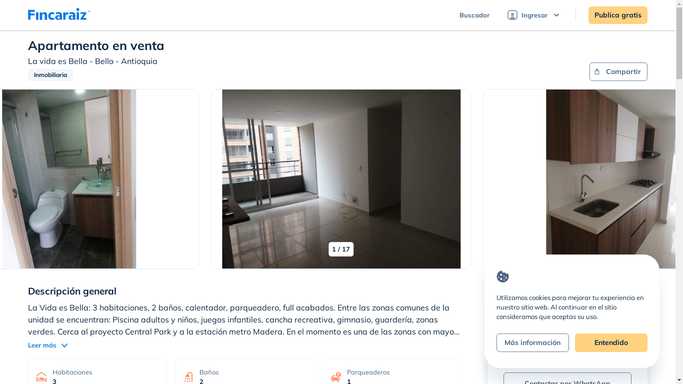 Fincaraiz
Buscador
Ingresar
Publica gratis
Apartamento en venta
La vida es Bella - Bella - Antioquia
Inmobiliaria
Compartir
1 / 17
Descripción general
La Vida es Bella: 3 habitaciones, 2 baños, calentador, parqueadero, full acabados. Entre las zonas comunes de la
unidad se encuentran: Piscina adultos y niños, juegos infantiles, cancha recreativa, gimnasio, guardería, zonas
verdes. Cerca al proyecto Central Park y a la estación metro Madera. En el momento es una de las zonas con mayo...
Leer más
Habitaciones
3
Baños
2
Parqueaderos
1
Utilizamos cookies para mejorar tu experiencia en
nuestro sitio web. Al continuar en el sitio
consideramos que aceptas su uso.
Más información
Entendido
Contactar por WhatsApp